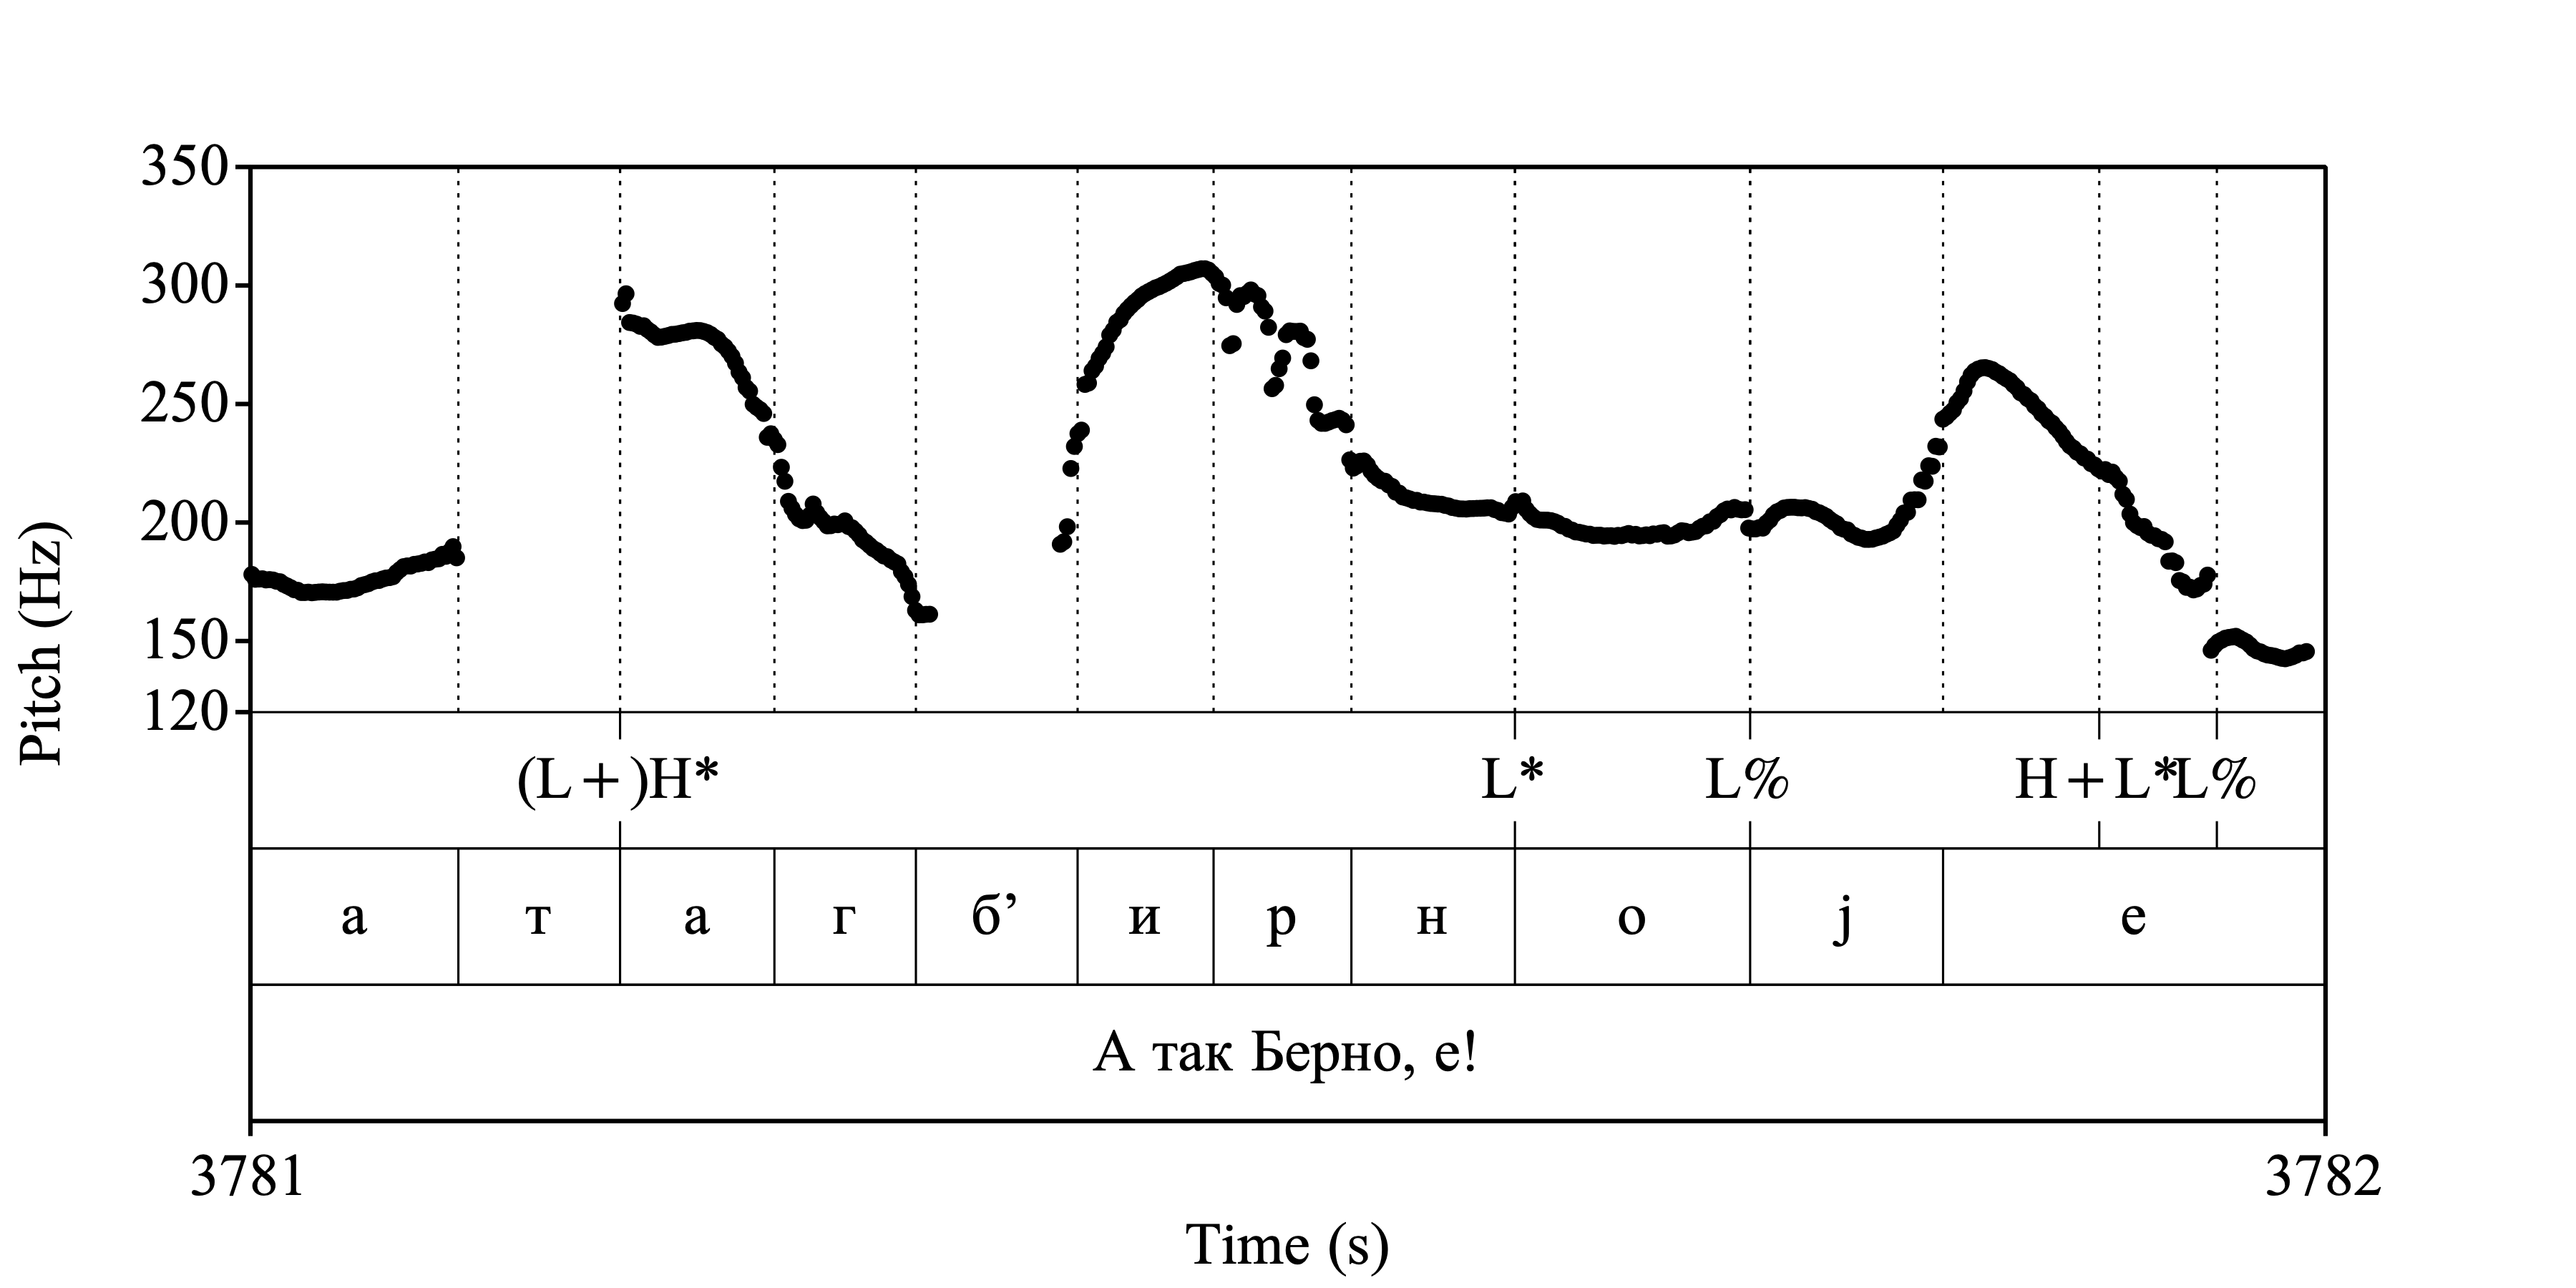 350
300
250
200
150
120
Pitch (Hz)
(L+)H* L* L% H+L* L%
а т а г б’ и р н о j е
А так Берно, е!
3781 3782
Time (s)